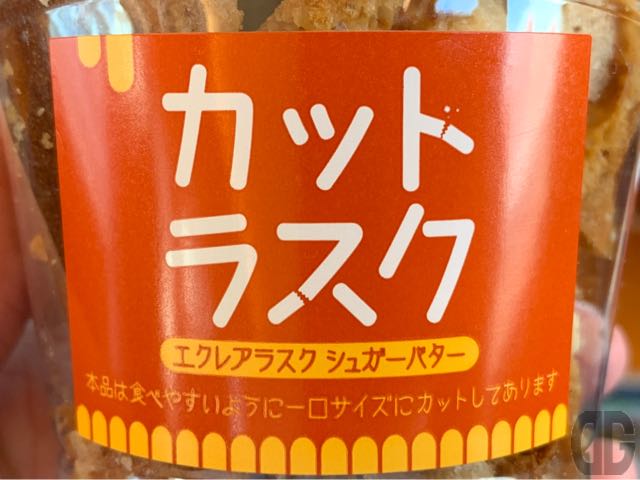 カット
ラスク
エクレアラスク シュガーバター
本品は食べやすいように一口サイズにカットしてあります